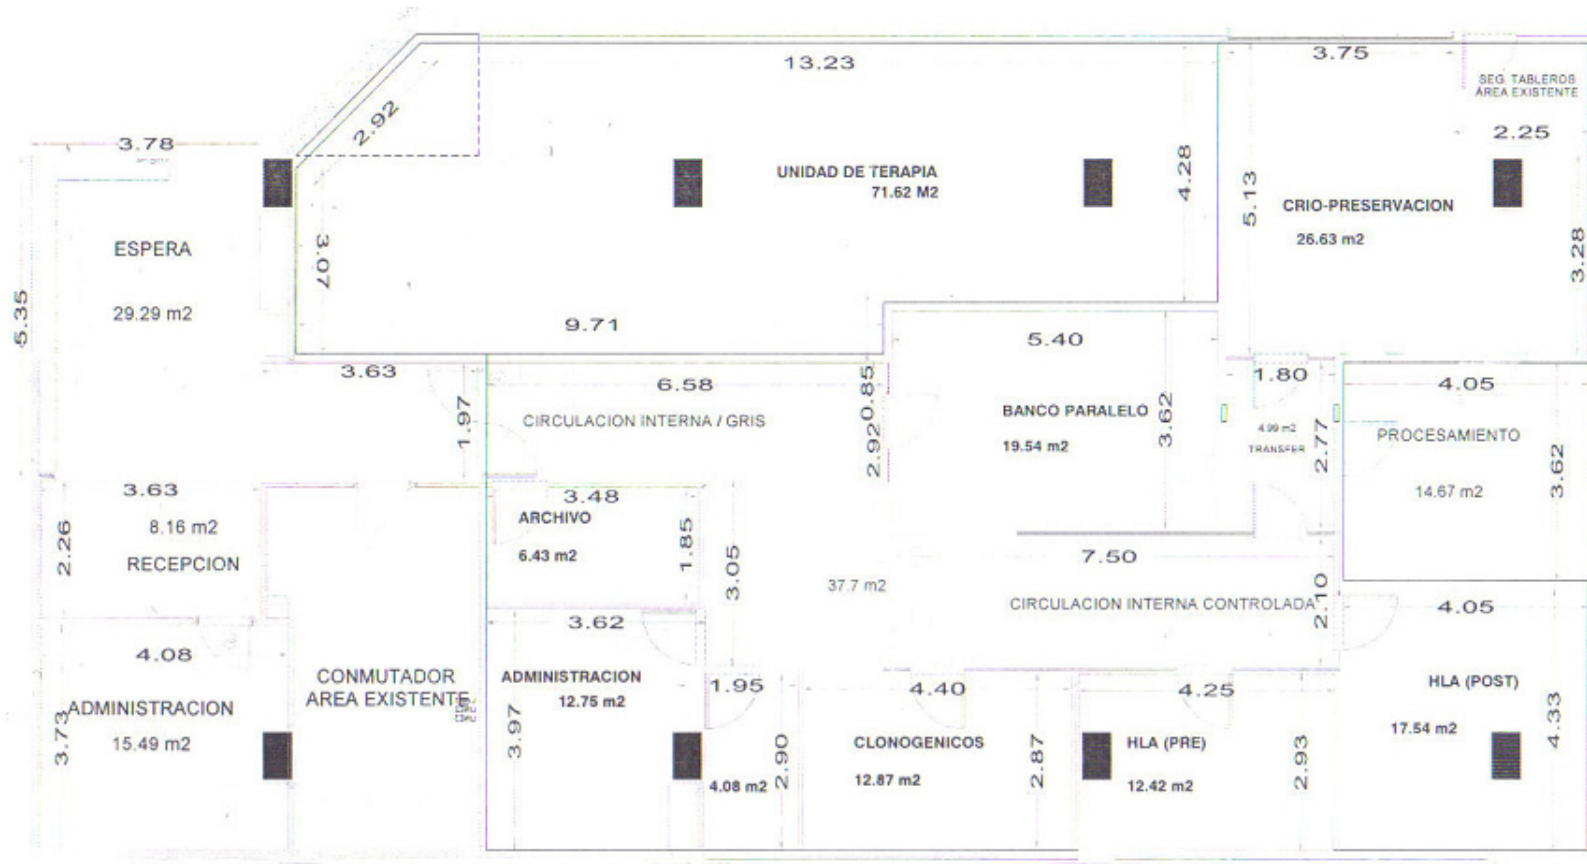 13.23
3.75
SEG. TABLEROS
ÁREA EXISTENTE
2.92
2.25
3.78
UNIDAD DE TERAPIA
71.62 M2
4.28
5.13
CRIO-PRESERVACION
26.63 m2
3.28
ESPERA
29.29 m2
3.07
5.35
9.71
5.40
3.63
6.58
0.85
1.80
4.05
CIRCULACION INTERNA / GRIS
1.97
2.92
BANCO PARALELO
19.54 m2
3.62
4.99 m2
TRANSFER
2.77
PROCESAMIENTO
14.67 m2
3.62
3.63
8.16 m2
RECEPCION
2.26
3.48
ARCHIVO
6.43 m2
1.85
3.05
37.7 m2
7.50
CIRCULACION INTERNA CONTROLADA
2.10
4.05
3.62
4.08
ADMINISTRACION
15.49 m2
3.73
CONMUTADOR
AREA EXISTENTE
ADMINISTRACION
12.75 m2
3.97
1.95
4.08 m2
2.90
4.40
CLONOGENICOS
12.87 m2
2.87
4.25
HLA (PRE)
12.42 m2
2.93
HLA (POST)
17.54 m2
4.33